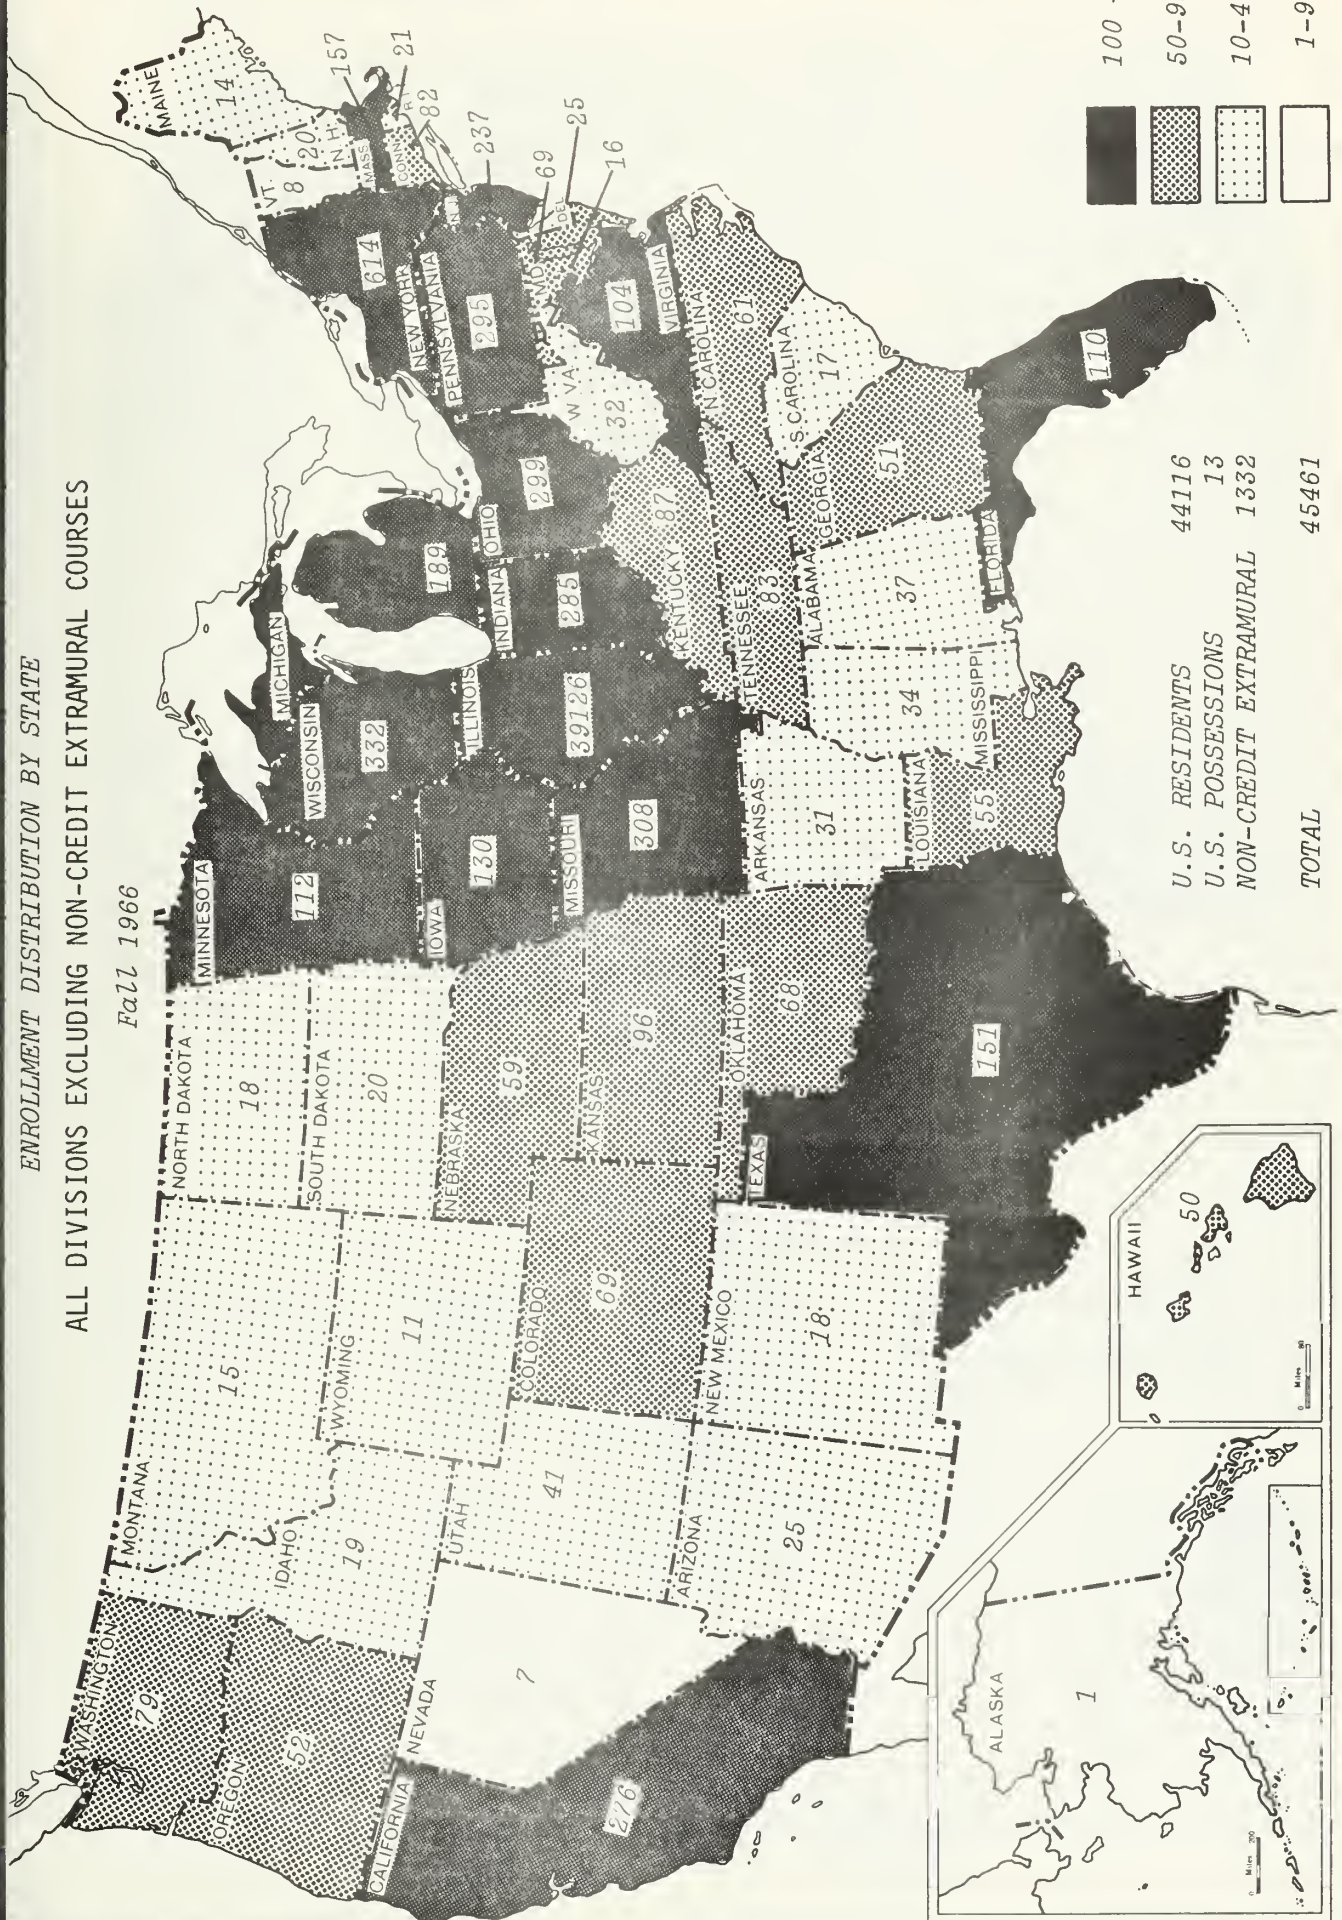 ENROLLMENT DISTRIBUTION BY STATE
ALL DIVISIONS EXCLUDING NON-CREDIT EXTRAMURAL COURSES
Fall 1966
WASHINGTON
79
OREGON
52
CALIFORNIA
276
NEVADA
7
IDAHO
19
MONTANA
15
WYOMING
11
UTAH
41
ARIZONA
25
COLORADO
69
NEW MEXICO
18
NORTH DAKOTA
18
SOUTH DAKOTA
20
NEBRASKA
59
KANSAS
96
OKLAHOMA
68
TEXAS
151
MINNESOTA
112
IOWA
130
MISSOURI
308
ARKANSAS
31
LOUISIANA
55
WISCONSIN
332
ILLINOIS
39126
MICHIGAN
189
INDIANA
285
OHIO
299
KENTUCKY
87
TENNESSEE
83
MISSISSIPPI
34
ALABAMA
37
GEORGIA
51
FLORIDA
110
S. CAROLINA
17
N CAROLINA
61
VIRGINIA
104
W VA.
32
PENNSYLVANIA
295
NEW YORK
614
VT.
8
N. H.
20
MAINE
14
MASS
157
R I
21
CONN
82
N.J.
237
MD.
69
DEL
25
16
ALASKA
1
Miles 200
0
HAWAII
50
0 Miles 80
U.S. RESIDENTS 44116
U.S. POSSESSIONS 13
NON-CREDIT EXTRAMURAL 1332
TOTAL 45461
100 -
50-9
10-4
1-9